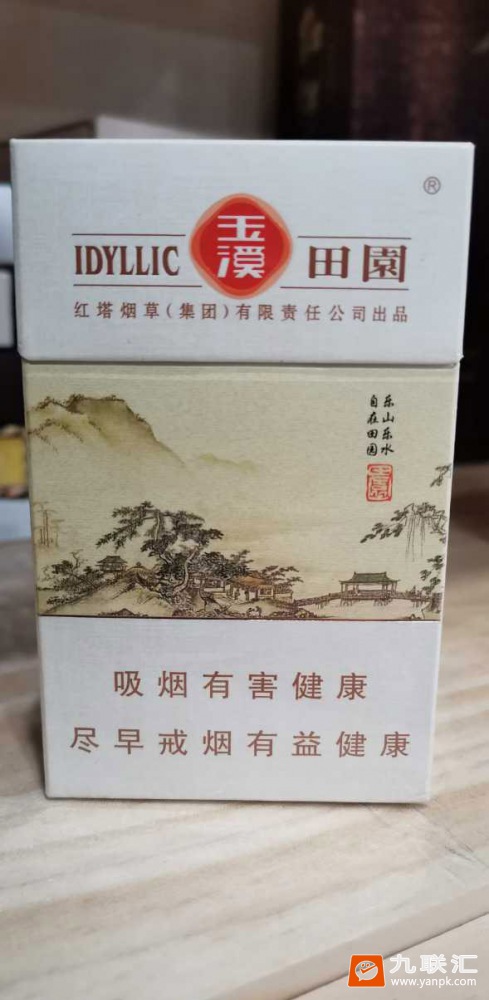 ®
IDYLLIC 玉溪 田園
红塔烟草(集团)有限责任公司出品
乐山乐水
自在田园
吸烟有害健康
尽早戒烟有益健康
九联汇
www.yanpk.com